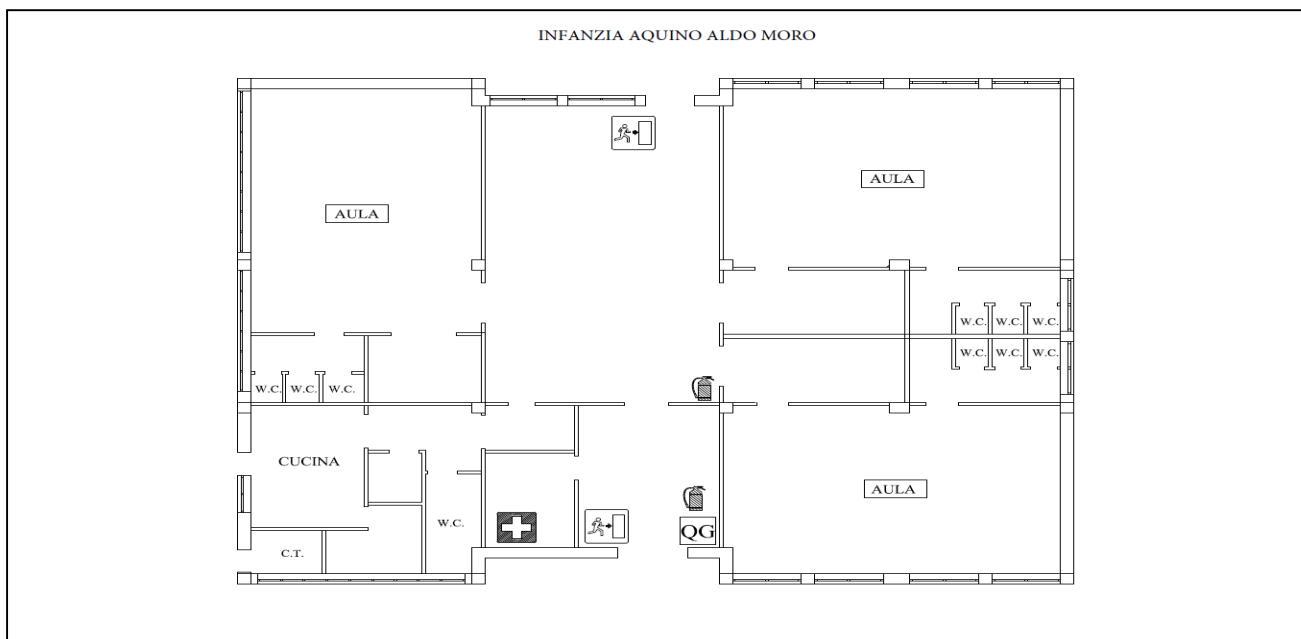 INFANZIA AQUINO ALDO MORO
AULA
AULA
W.C. W.C. W.C.
W.C. W.C. W.C.
W.C. W.C. W.C.
CUCINA
AULA
W.C.
QG
C.T.